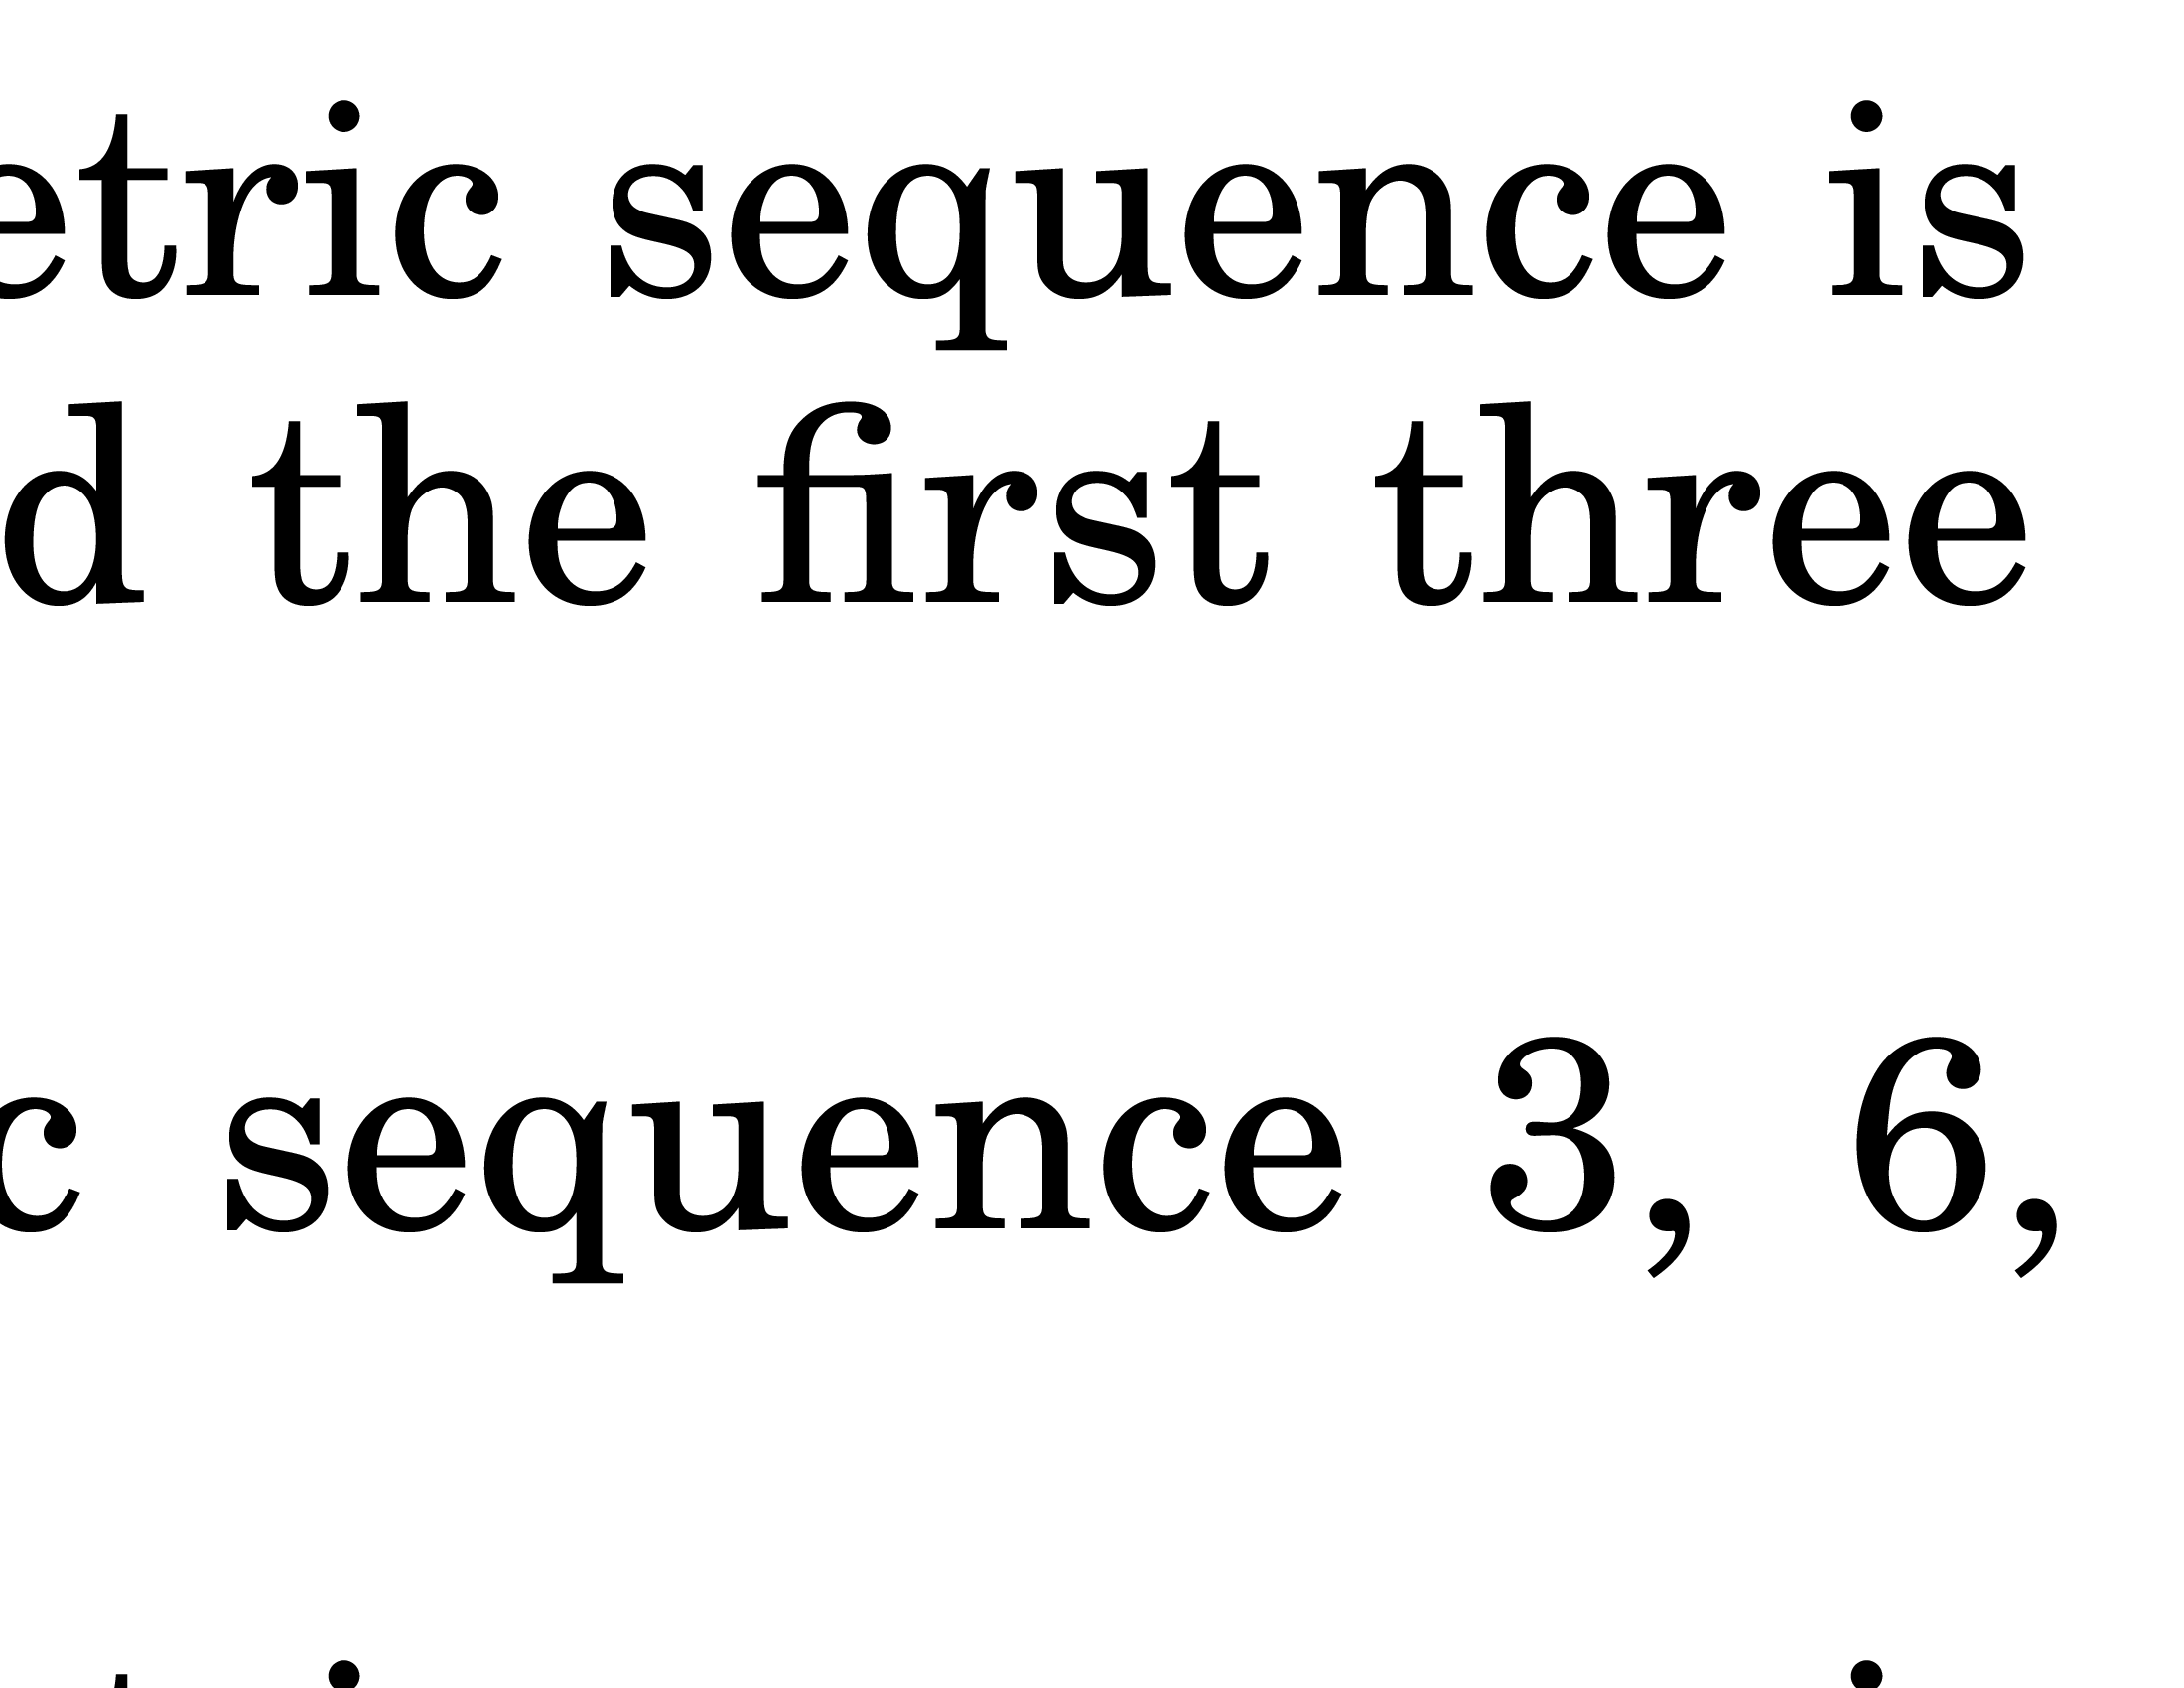 etric sequence is
d the first three
c sequence 3, 6,